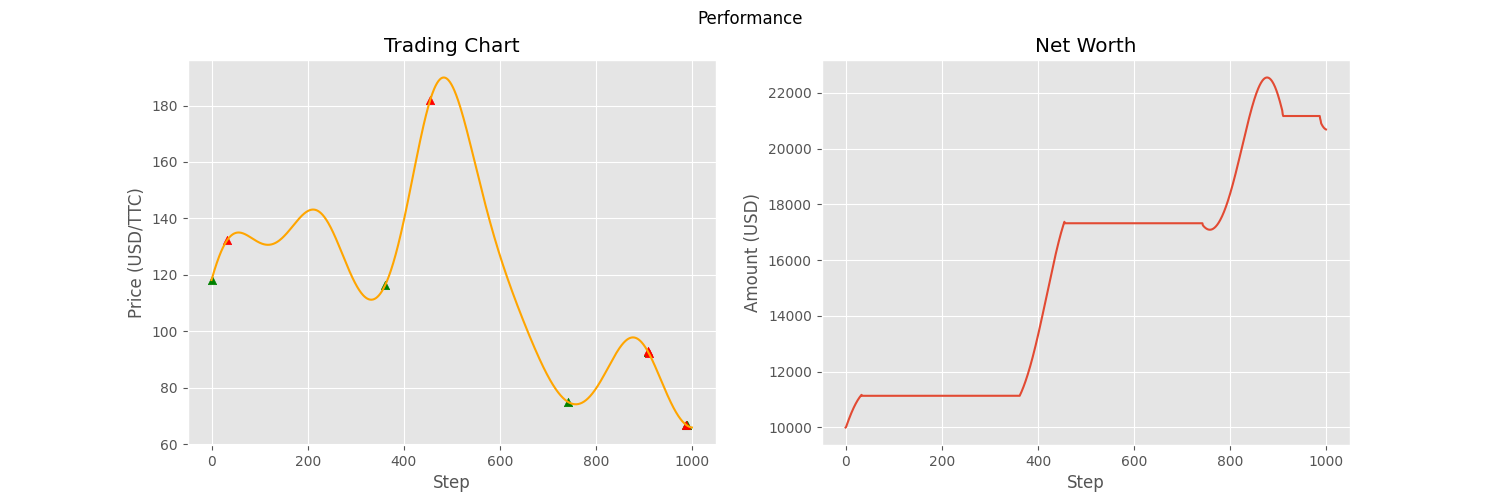 Performance
Trading Chart
Price (USD/TTC)
180
160
140
120
100
80
60
0 200 400 600 800 1000
Step
Net Worth
Amount (USD)
22000
20000
18000
16000
14000
12000
10000
0 200 400 600 800 1000
Step